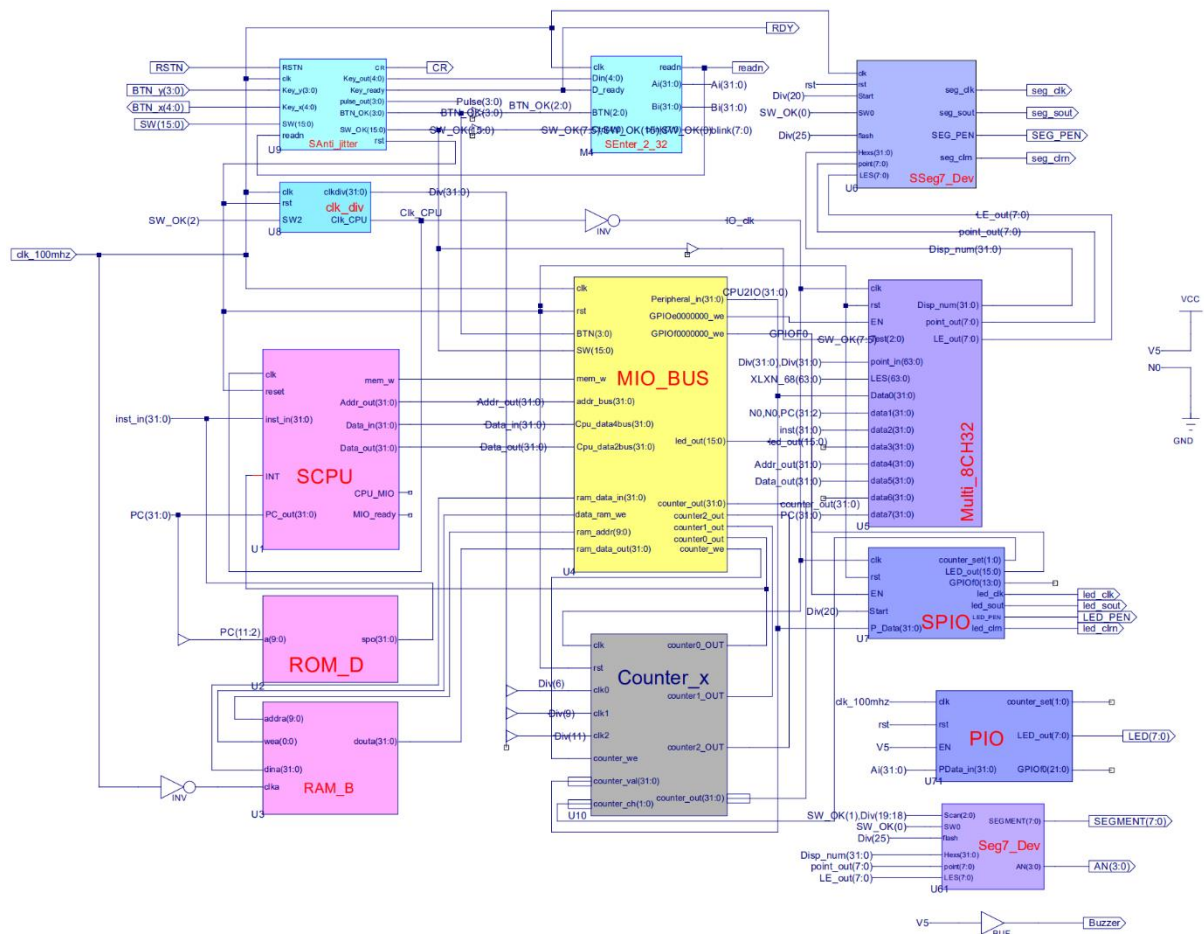 RDY
RSTN
BTN_y(3:0)
BTN_x(4:0)
SW(15:0)
RSTN
clk
Key_y(3:0)
Key_x(4:0)
SW(15:0)
readn
CR
Key_out(4:0)
Key_ready
pulse_out(3:0)
BTN_OK(3:0)
SW_OK(15:0)
rst
U9
SAnti_jitter
CR
Pulse(3:0)
BTN_OK(3:0)
SW_OK(15:0)
BTN_OK(2:0)
clk
Din(4:0)
D_ready
BTN(2:0)
readn
Ai(31:0)
Bi(31:0)
M4
SEnter_2_32
readn
Ai(31:0)
Bi(31:0)
blink(7:0)
rst
Div(20)
SW_OK(0)
Div(25)
clk
rst
Start
SW0
flash
Hexs(31:0)
point(7:0)
LES(7:0)
seg_clk
seg_sout
SEG_PEN
seg_clrn
U6
SSeg7_Dev
seg_clk
seg_sout
SEG_PEN
seg_clrn
LE_out(7:0)
point_out(7:0)
Disp_num(31:0)
SW_OK(2)
clk
rst
SW2
clkdiv(31:0)
clk_div
Clk_CPU
U8
Div(31:0)
Clk_CPU
INV
IO_clk
clk_100mhz
clk
rst
BTN(3:0)
SW(15:0)
mem_w
addr_bus(31:0)
Cpu_data4bus(31:0)
Cpu_data2bus(31:0)
ram_data_in(31:0)
data_ram_we
ram_addr(9:0)
ram_data_out(31:0)
MIO_BUS
Peripheral_in(31:0)
GPIOe0000000_we
GPIOf0000000_we
led_out(15:0)
counter_out(31:0)
counter2_out
counter1_out
counter0_out
counter_we
U4
CPU2IO(31:0)
GPIOF0
led_out(15:0)
counter_out(31:0)
PC(31:0)
SW_OK(7:5)
Div(31:0),Div(31:0)
XLXN_68(63:0)
N0,N0,PC(31:2)
inst(31:0)
Addr_out(31:0)
Data_out(31:0)
clk
rst
EN
Test(2:0)
point_in(63:0)
LES(63:0)
Data0(31:0)
data1(31:0)
data2(31:0)
data3(31:0)
data4(31:0)
data5(31:0)
data6(31:0)
data7(31:0)
Disp_num(31:0)
point_out(7:0)
LE_out(7:0)
Multi_8CH32
U5
VCC
V5
N0
GND
inst_in(31:0)
PC(31:0)
clk
reset
inst_in(31:0)
INT
PC_out(31:0)
mem_w
Addr_out(31:0)
Data_in(31:0)
Data_out(31:0)
SCPU
CPU_MIO
MIO_ready
U1
Addr_out(31:0)
Data_in(31:0)
Data_out(31:0)
PC(11:2)
a(9:0)
spo(31:0)
ROM_D
U2
addra(9:0)
wea(0:0)
dina(31:0)
clka
douta(31:0)
RAM_B
U3
INV
Div(6)
Div(9)
Div(11)
clk
rst
clk0
clk1
clk2
counter_we
counter_val(31:0)
counter_ch(1:0)
Counter_x
counter0_OUT
counter1_OUT
counter2_OUT
counter_out(31:0)
U10
Div(20)
clk
rst
EN
Start
P_Data(31:0)
counter_set(1:0)
LED_out(15:0)
GPIOf0(13:0)
led_clk
led_sout
LED_PEN
led_clrn
SPIO
U7
led_clk
led_sout
LED_PEN
led_clrn
clk_100mhz
rst
V5
Ai(31:0)
clk
rst
EN
PData_in(31:0)
counter_set(1:0)
LED_out(7:0)
GPIOf0(21:0)
PIO
U71
LED(7:0)
SW_OK(1),Div(19:18)
SW_OK(0)
Div(25)
Disp_num(31:0)
point_out(7:0)
LE_out(7:0)
Scan(2:0)
SW0
flash
Hexs(31:0)
point(7:0)
LES(7:0)
SEGMENT(7:0)
AN(3:0)
Seg7_Dev
U61
SEGMENT(7:0)
AN(3:0)
V5
BUF
Buzzer